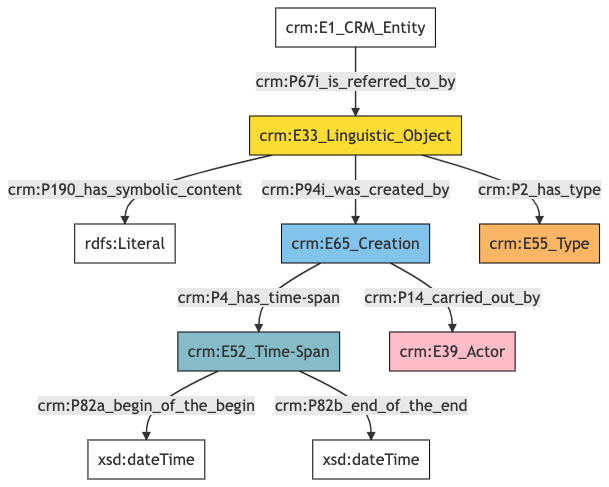 crm:E1_CRM_Entity
crm:P67i_is_referred_to_by
crm:E33_Linguistic_Object
crm:P190_has_symbolic_content
crm:P94i_was_created_by
crm:P2_has_type
rdfs:Literal
crm:E65_Creation
crm:E55_Type
crm:P4_has_time-span
crm:P14_carried_out_by
crm:E52_Time-Span
crm:E39_Actor
crm:P82a_begin_of_the_begin
crm:P82b_end_of_the_end
xsd:dateTime
xsd:dateTime